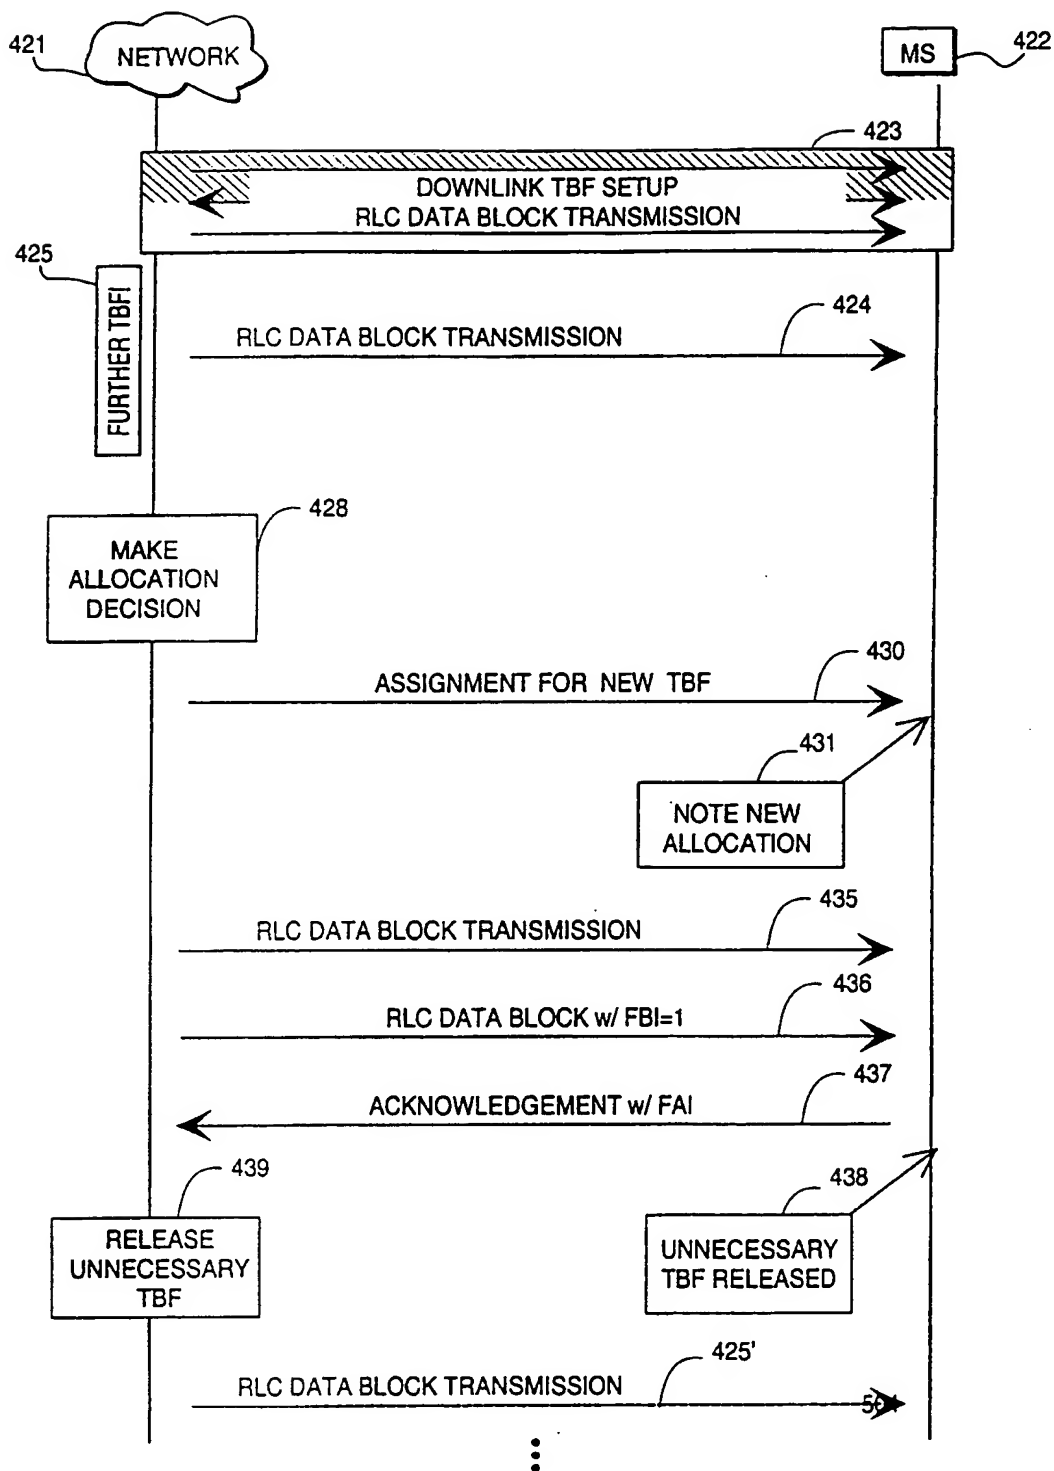 421
NETWORK
MS
422
423
DOWNLINK TBF SETUP
RLC DATA BLOCK TRANSMISSION
425
FURTHER TBF!
424
RLC DATA BLOCK TRANSMISSION
428
MAKE
ALLOCATION
DECISION
430
ASSIGNMENT FOR NEW TBF
431
NOTE NEW
ALLOCATION
435
RLC DATA BLOCK TRANSMISSION
436
RLC DATA BLOCK w/ FBI=1
437
ACKNOWLEDGEMENT w/ FAI
439
RELEASE
UNNECESSARY
TBF
438
UNNECESSARY
TBF RELEASED
425'
RLC DATA BLOCK TRANSMISSION